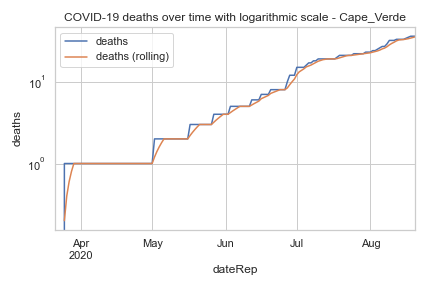 COVID-19 deaths over time with logarithmic scale - Cape_Verde
deaths
deaths (rolling)
deaths
10¹
10⁰
Apr
2020
May
Jun
Jul
Aug
dateRep